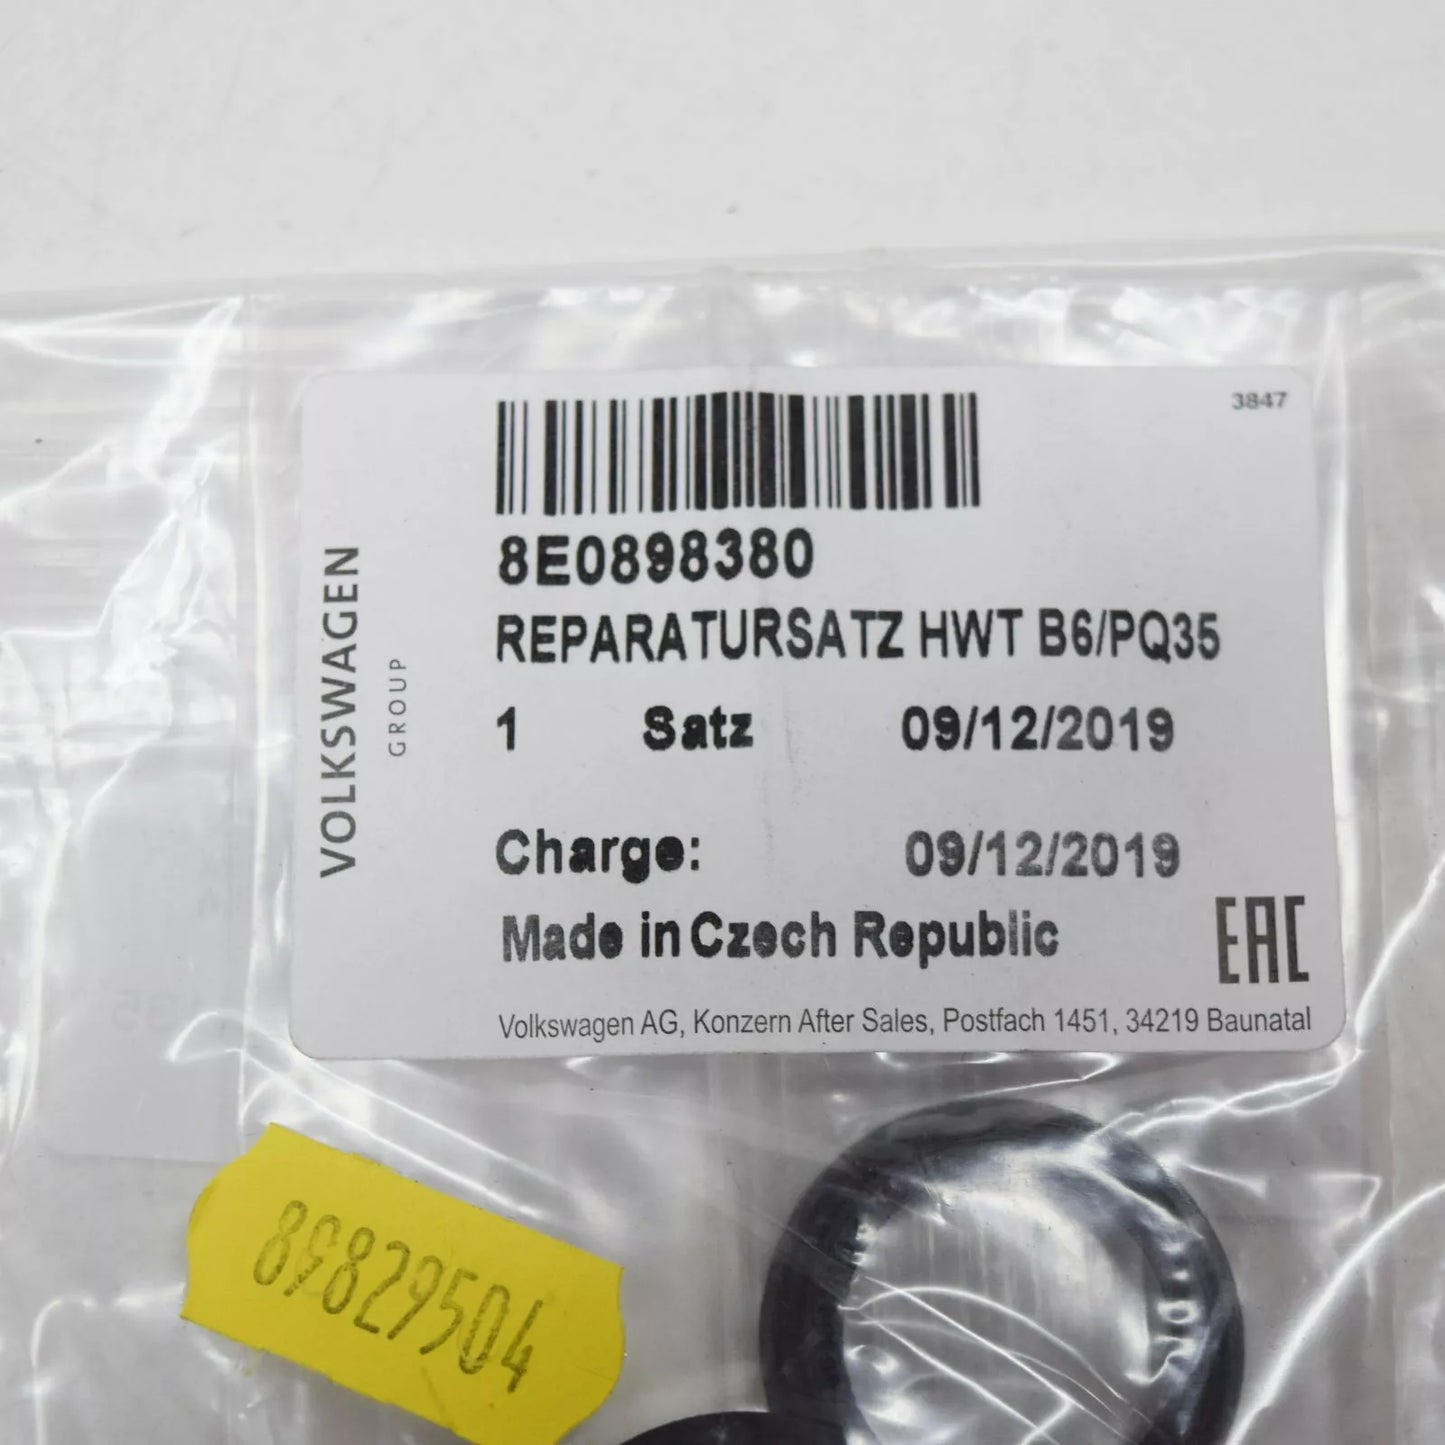 3847
8E0898380
REPARATURSATZ HWT B6/PQ35
1 Satz 09/12/2019
Charge: 09/12/2019
Made in Czech Republic
EAC
Volkswagen AG, Konzern After Sales, Postfach 1451, 34219 Baunatal
VOLKSWAGEN
GROUP
89829504